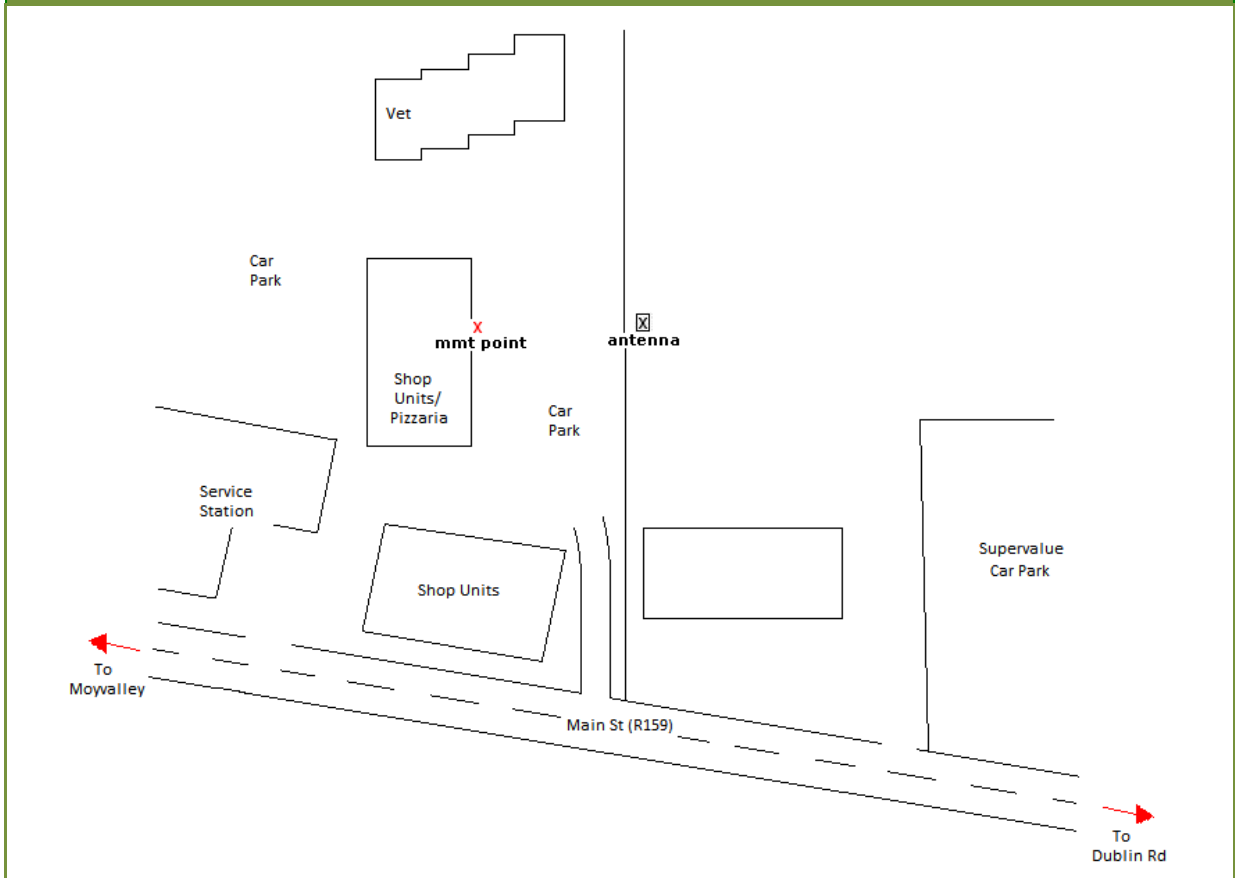 Vet
Car
Park
X
X
mmt point
antenna
Shop
Units/
Pizzaria
Car
Park
Service
Station
Supervalue
Car Park
Shop Units
To
Moyvalley
Main St (R159)
To
Dublin Rd